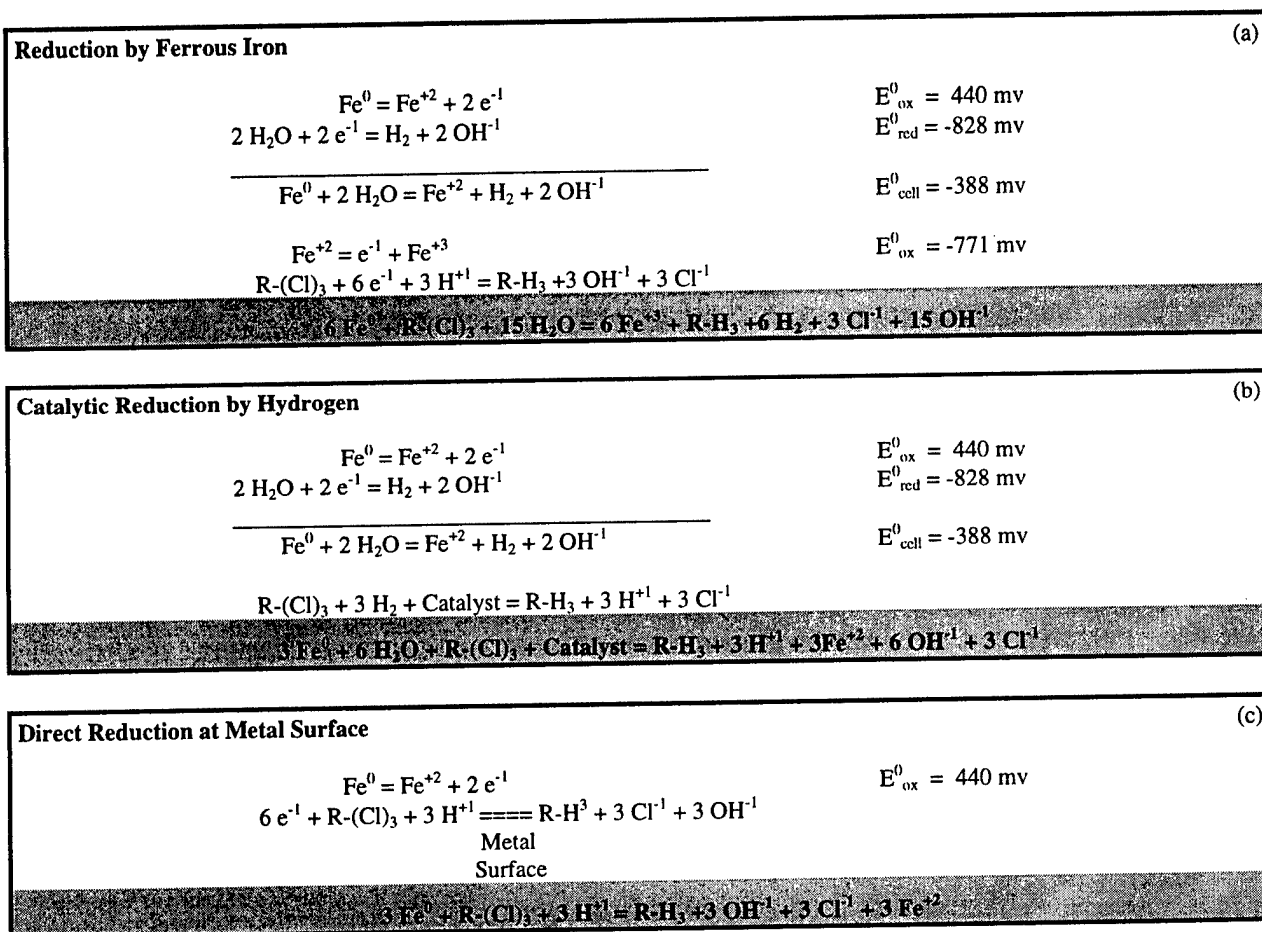 (a)
Reduction by Ferrous Iron
Fe⁰ = Fe⁺² + 2 e⁻¹ E⁰ₒₓ = 440 mv
2 H₂O + 2 e⁻¹ = H₂ + 2 OH⁻¹ E⁰red = -828 mv
Fe⁰ + 2 H₂O = Fe⁺² + H₂ + 2 OH⁻¹ E⁰cell = -388 mv
Fe⁺² = e⁻¹ + Fe⁺³ E⁰ₒₓ = -771 mv
R-(Cl)₃ + 6 e⁻¹ + 3 H⁺¹ = R-H₃ +3 OH⁻¹ + 3 Cl⁻¹
6 Fe⁰ + R-(Cl)₃ + 15 H₂O = 6 Fe⁺³ + R-H₃ +6 H₂ + 3 Cl⁻¹ + 15 OH⁻¹
(b)
Catalytic Reduction by Hydrogen
Fe⁰ = Fe⁺² + 2 e⁻¹ E⁰ₒₓ = 440 mv
2 H₂O + 2 e⁻¹ = H₂ + 2 OH⁻¹ E⁰red = -828 mv
Fe⁰ + 2 H₂O = Fe⁺² + H₂ + 2 OH⁻¹ E⁰cell = -388 mv
R-(Cl)₃ + 3 H₂ + Catalyst = R-H₃ + 3 H⁺¹ + 3 Cl⁻¹
3 Fe⁰ + 6 H₂O + R-(Cl)₃ + Catalyst = R-H₃ + 3 H⁺¹ + 3Fe⁺² + 6 OH⁻¹ + 3 Cl⁻¹
(c)
Direct Reduction at Metal Surface
Fe⁰ = Fe⁺² + 2 e⁻¹ E⁰ₒₓ = 440 mv
6 e⁻¹ + R-(Cl)₃ + 3 H⁺¹ ==== R-H³ + 3 Cl⁻¹ + 3 OH⁻¹
Metal
Surface
3 Fe⁰ + R-(Cl)₃ + 3 H⁺¹ = R-H₃ +3 OH⁻¹ + 3 Cl⁻¹ + 3 Fe⁺²